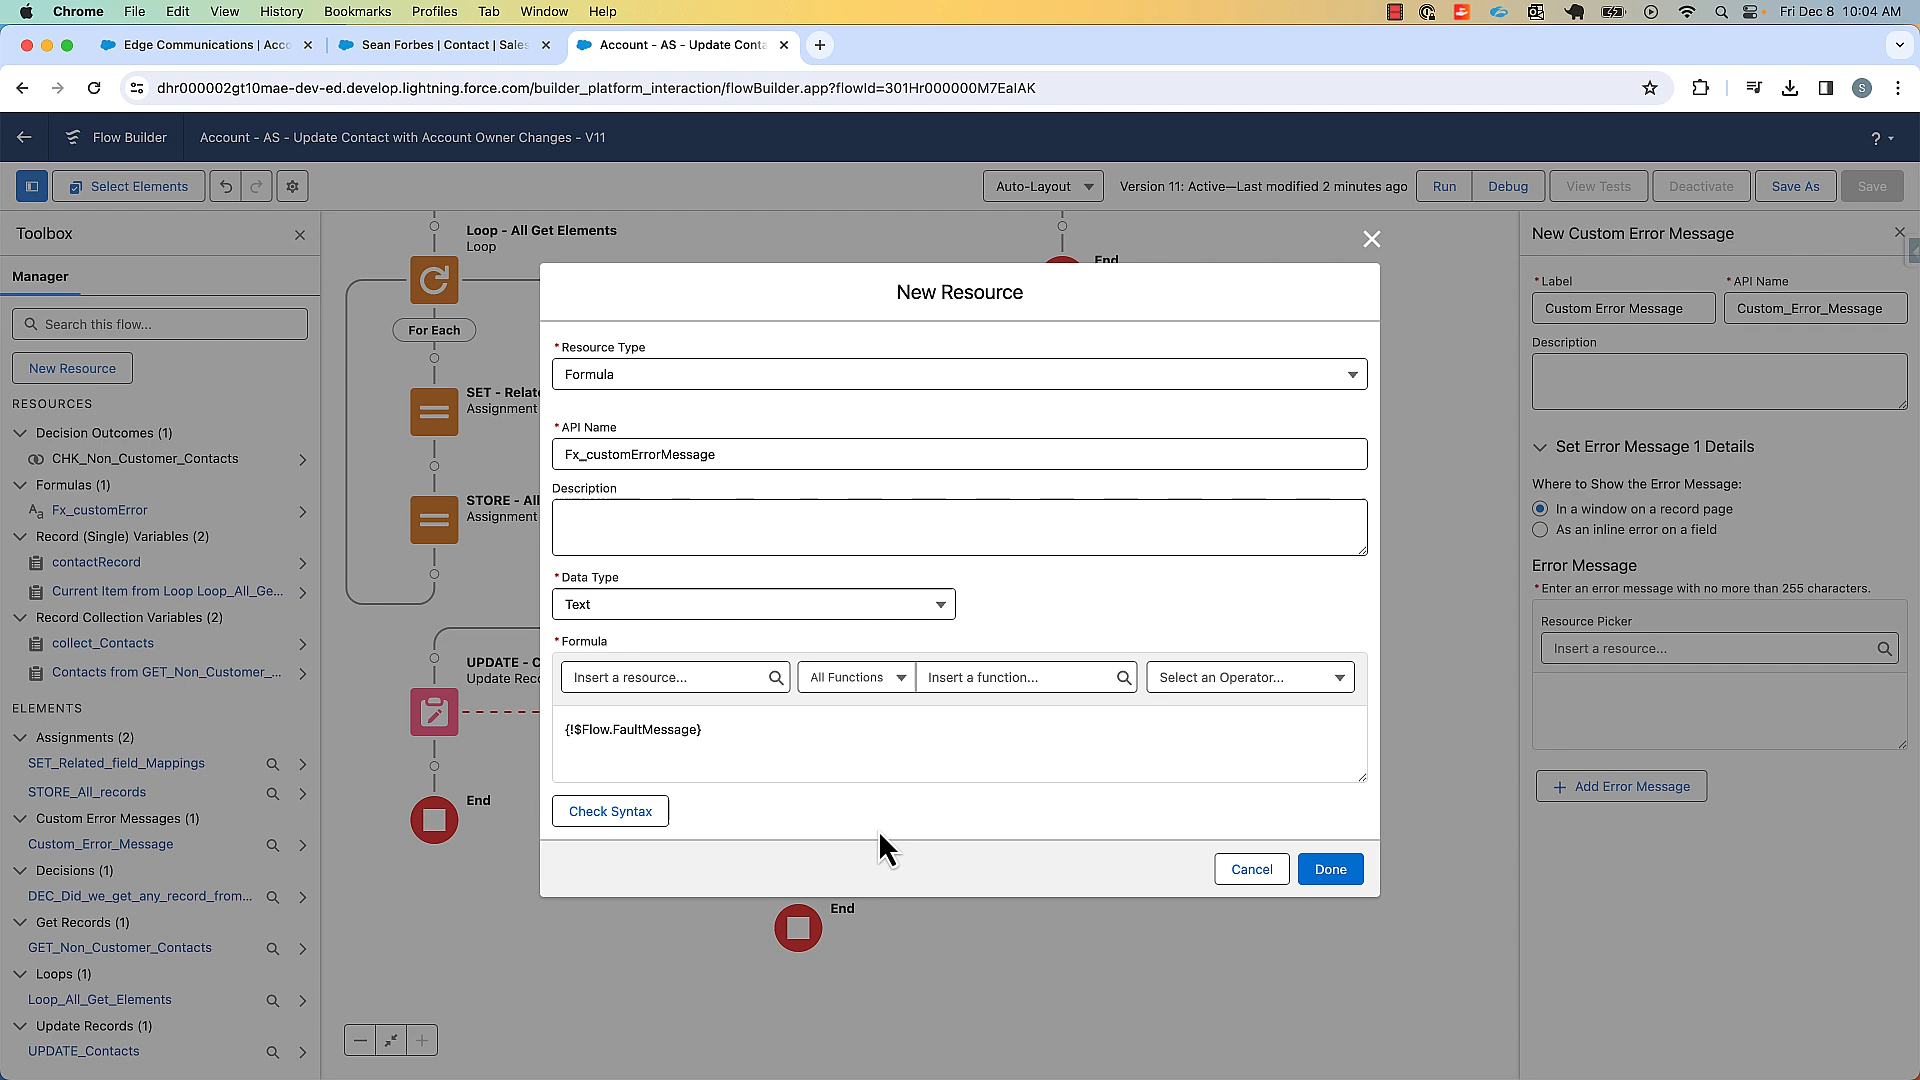 Chrome File Edit View History Bookmarks Profiles Tab Window Help Fri Dec 8 10:04 AM
Edge Communications | Acco
Sean Forbes | Contact | Sales
Account - AS - Update Conta
dhr000002gt10mae-dev-ed.develop.lightning.force.com/builder_platform_interaction/flowBuilder.app?flowId=301Hr000000M7EaIAK
S
Flow Builder
Account - AS - Update Contact with Account Owner Changes - V11
?
Select Elements
Auto-Layout
Version 11: Active—Last modified 2 minutes ago
Run
Debug
View Tests
Deactivate
Save As
Save
Toolbox
Manager
Search this flow...
New Resource
RESOURCES
Decision Outcomes (1)
CHK_Non_Customer_Contacts
Formulas (1)
Aa Fx_customError
Record (Single) Variables (2)
contactRecord
Current Item from Loop Loop_All_Ge...
Record Collection Variables (2)
collect_Contacts
Contacts from GET_Non_Customer_...
ELEMENTS
Assignments (2)
SET_Related_field_Mappings
STORE_All_records
Custom Error Messages (1)
Custom_Error_Message
Decisions (1)
DEC_Did_we_get_any_record_from...
Get Records (1)
GET_Non_Customer_Contacts
Loops (1)
Loop_All_Get_Elements
Update Records (1)
UPDATE_Contacts
Loop - All Get Elements
Loop
For Each
SET - Relate
Assignment
STORE - All
Assignment
UPDATE - C
Update Reco
End
End
End
New Resource
* Resource Type
Formula
* API Name
Fx_customErrorMessage
Description
* Data Type
Text
* Formula
Insert a resource...
All Functions
Insert a function...
Select an Operator...
{!$Flow.FaultMessage}
Check Syntax
Cancel
Done
New Custom Error Message
* Label
* API Name
Custom Error Message
Custom_Error_Message
Description
Set Error Message 1 Details
Where to Show the Error Message:
In a window on a record page
As an inline error on a field
Error Message
* Enter an error message with no more than 255 characters.
Resource Picker
Insert a resource...
Add Error Message